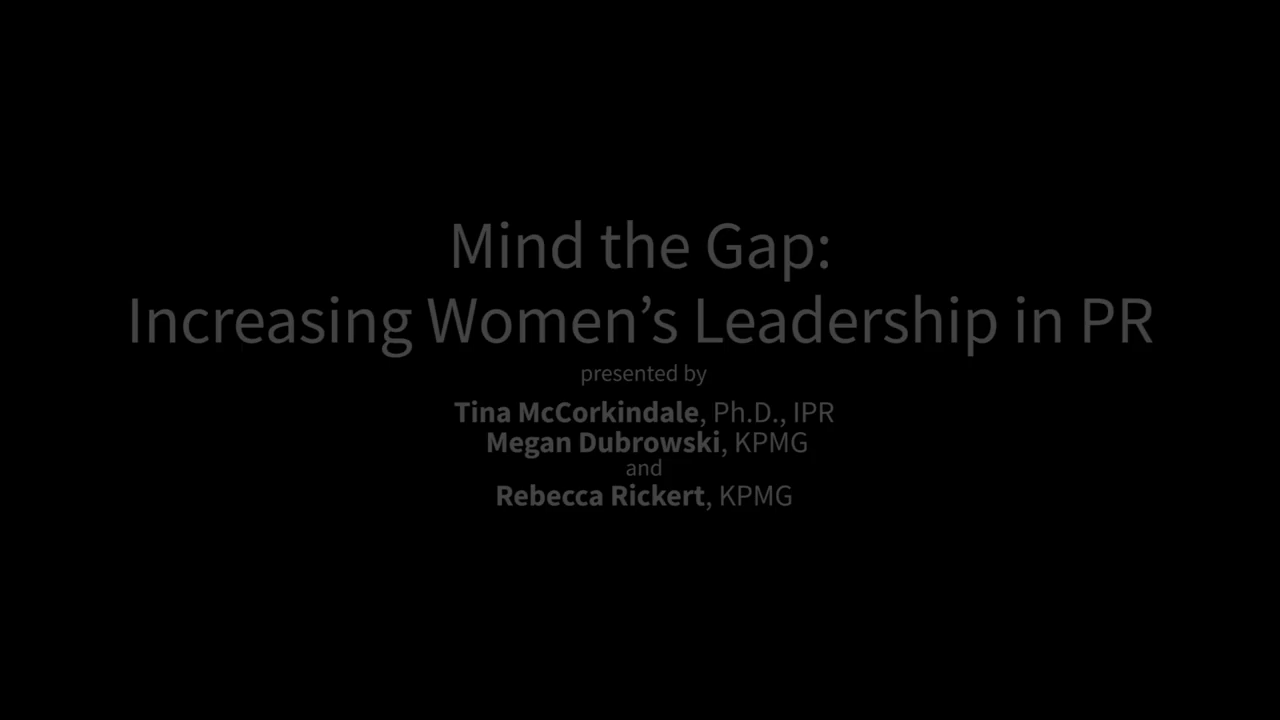 Mind the Gap:
Increasing Women’s Leadership in PR
presented by
Tina McCorkindale, Ph.D., IPR
Megan Dubrowski, KPMG
and
Rebecca Rickert, KPMG